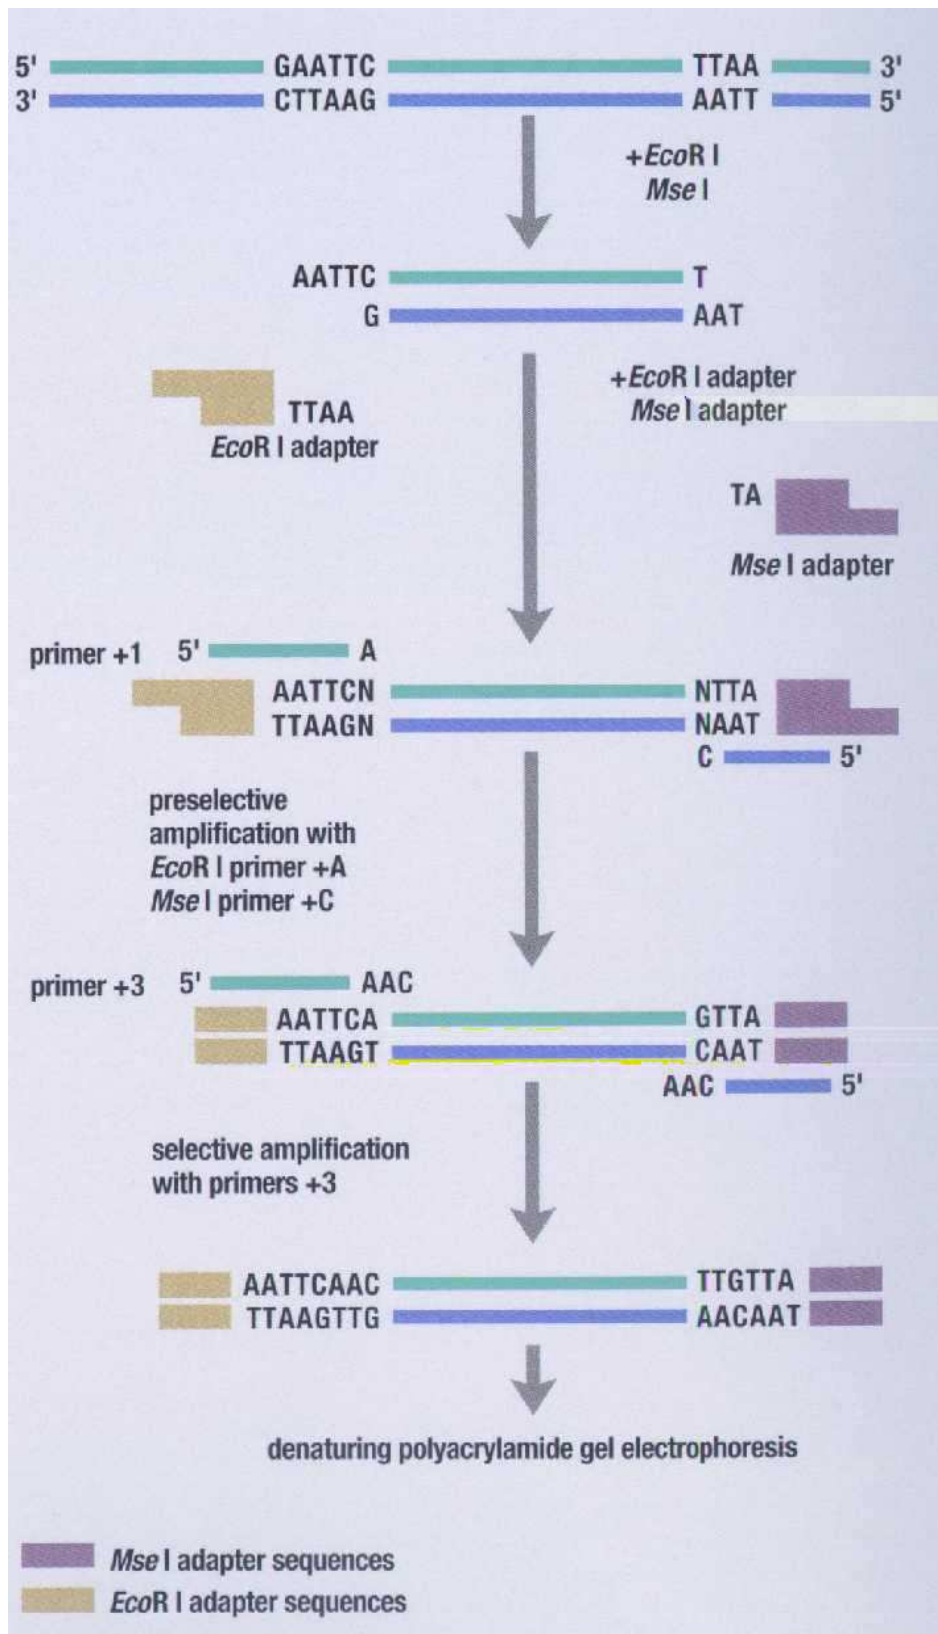 5' GAATTC TTAA 3'
3' CTTAAG AATT 5'
+EcoR I
Mse I
AATTC T
G AAT
+EcoR I adapter
Mse I adapter
TTAA
EcoR I adapter
TA
Mse I adapter
primer +1 5' A
AATTCN NTTA
TTAAGN NAAT
C 5'
preselective
amplification with
EcoR I primer +A
Mse I primer +C
primer +3 5' AAC
AATTCA GTTA
TTAAGT CAAT
AAC 5'
selective amplification
with primers +3
AATTCAAC TTGTTA
TTAAGTTG AACAAT
denaturing polyacrylamide gel electrophoresis
Mse I adapter sequences
EcoR I adapter sequences